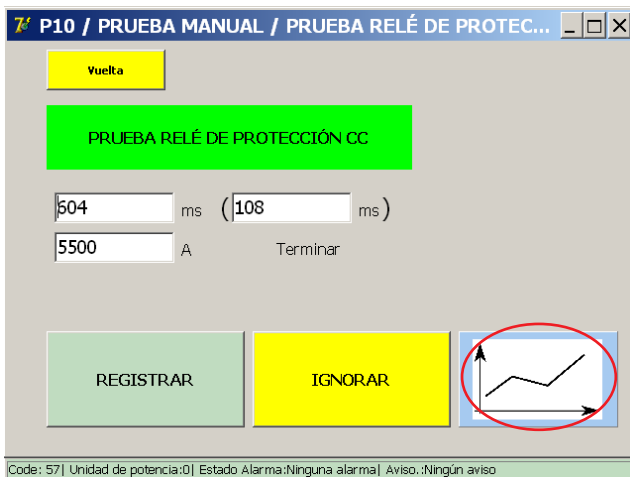 P10 / PRUEBA MANUAL / PRUEBA RELÉ DE PROTEC...
Vuelta
PRUEBA RELÉ DE PROTECCIÓN CC
604 ms (108 ms)
5500 A Terminar
REGISTRAR IGNORAR
Code: 57| Unidad de potencia:0| Estado Alarma:Ninguna alarma| Aviso.:Ningún aviso